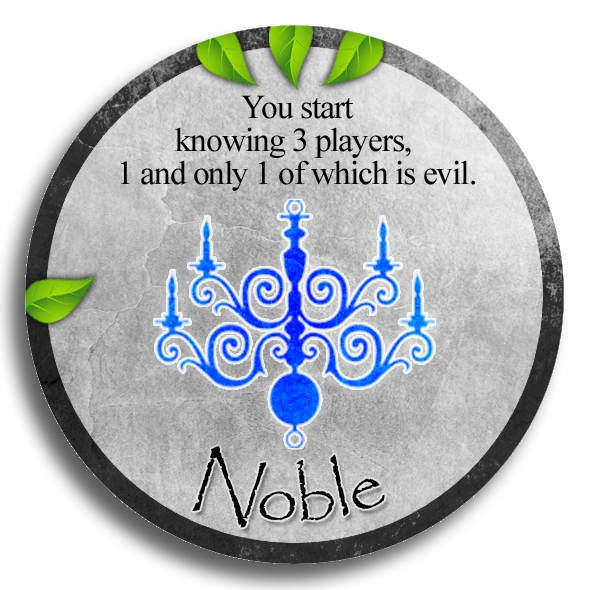 You start
knowing 3 players,
1 and only 1 of which is evil.
Noble